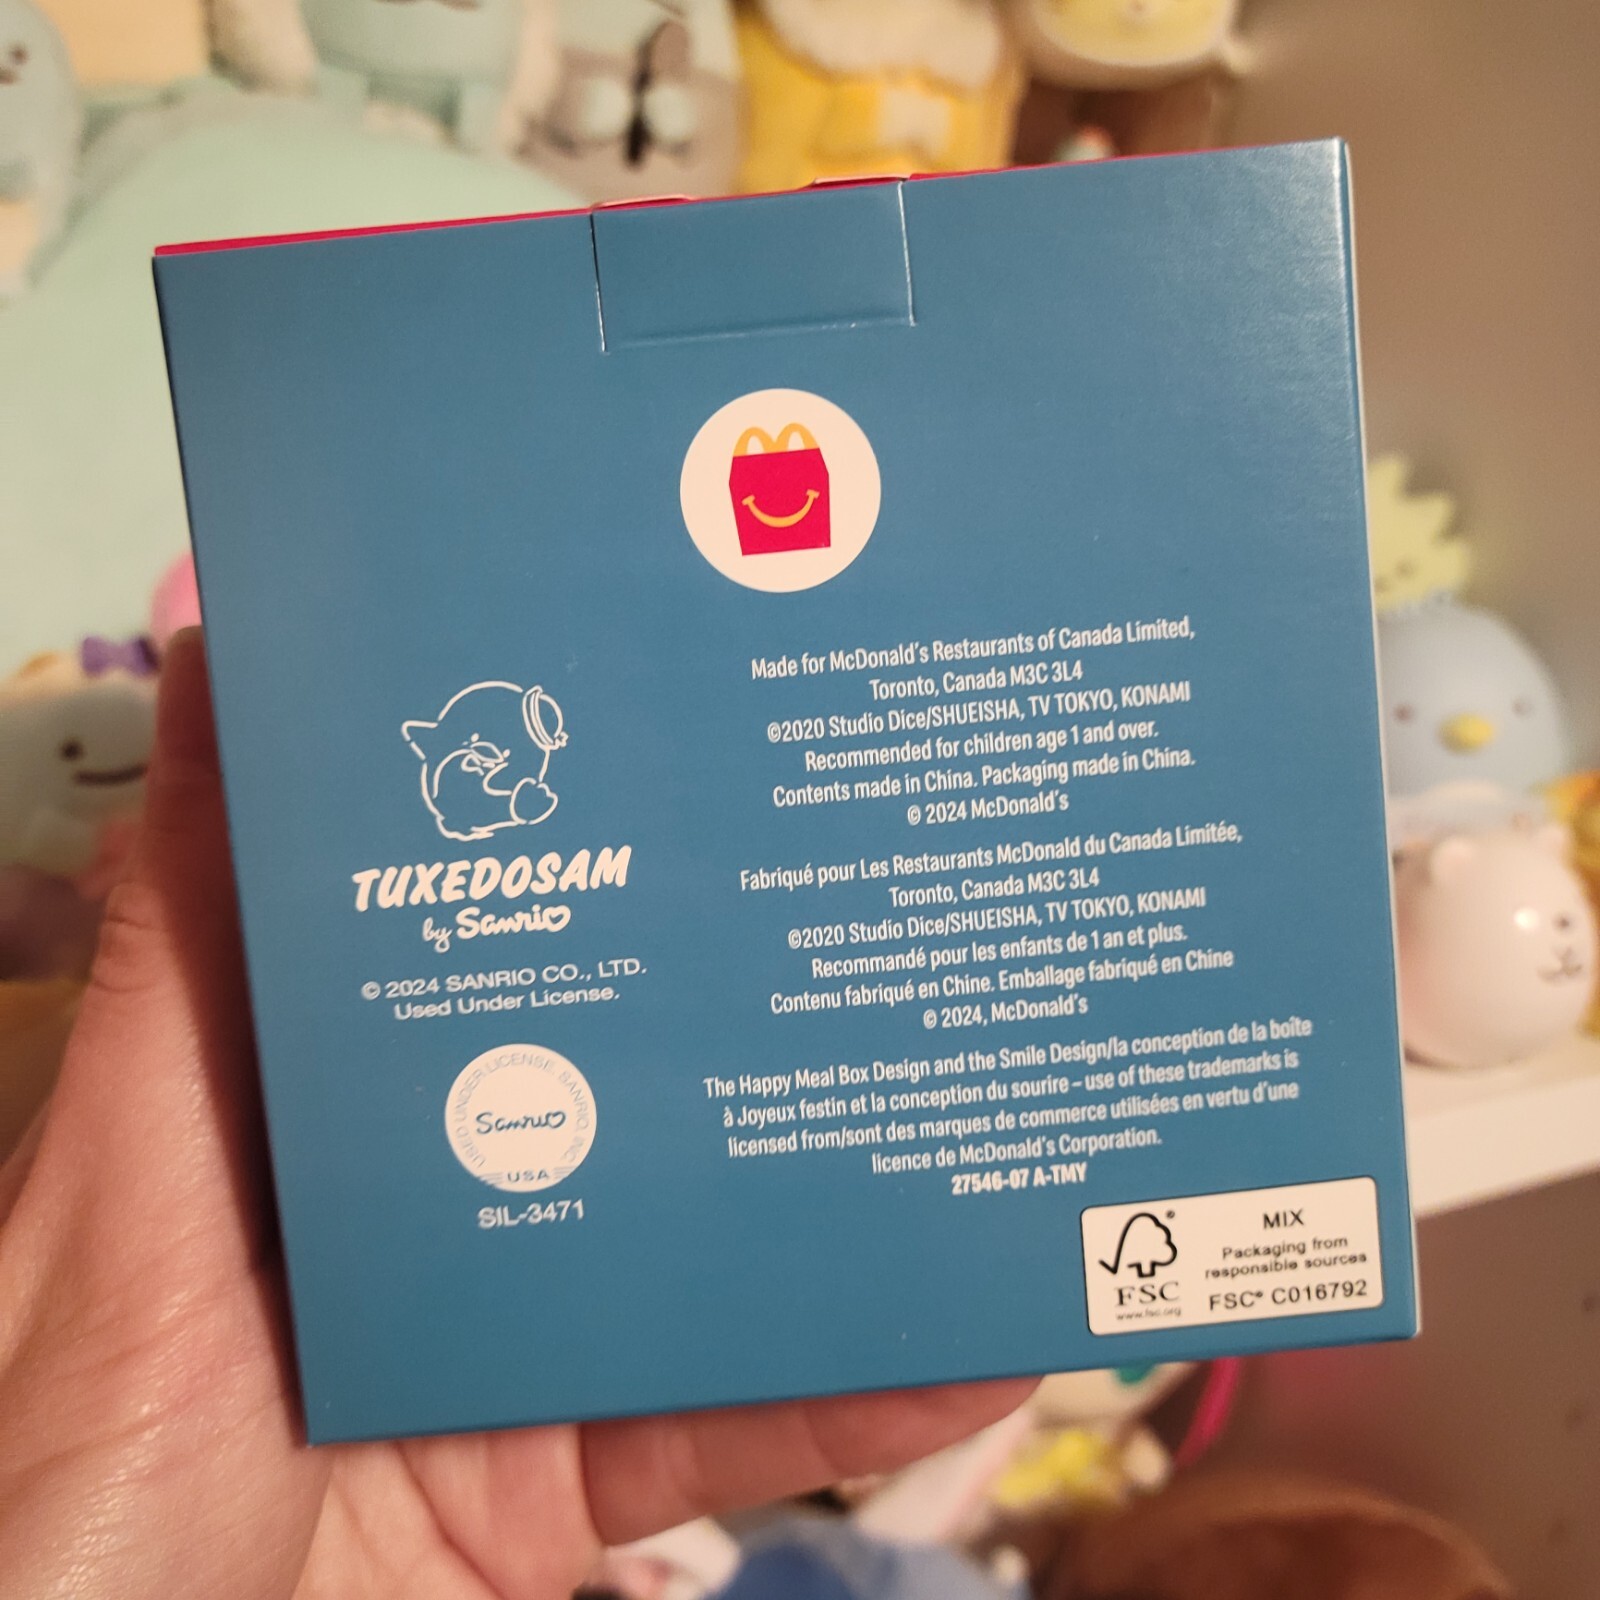 Made for McDonald's Restaurants of Canada Limited,
Toronto, Canada M3C 3L4
©2020 Studio Dice/SHUEISHA, TV TOKYO, KONAMI
Recommended for children age 1 and over.
Contents made in China. Packaging made in China.
© 2024 McDonald's
Fabriqué pour Les Restaurants McDonald du Canada Limitée,
Toronto, Canada M3C 3L4
©2020 Studio Dice/SHUEISHA, TV TOKYO, KONAMI
Recommandé pour les enfants de 1 an et plus.
Contenu fabriqué en Chine. Emballage fabriqué en Chine
© 2024, McDonald's
The Happy Meal Box Design and the Smile Design/la conception de la boîte
à Joyeux festin et la conception du sourire – use of these trademarks is
licensed from/sont des marques de commerce utilisées en vertu d'une
licence de McDonald's Corporation.
27546-07 A-TMY
TUXEDOSAM
by Sanrio
© 2024 SANRIO CO., LTD.
Used Under License.
USED UNDER LICENSE. SANRIO, INC.
Sanrio
USA
SIL-3471
FSC®
www.fsc.org
MIX
Packaging from
responsible sources
FSC® C016792